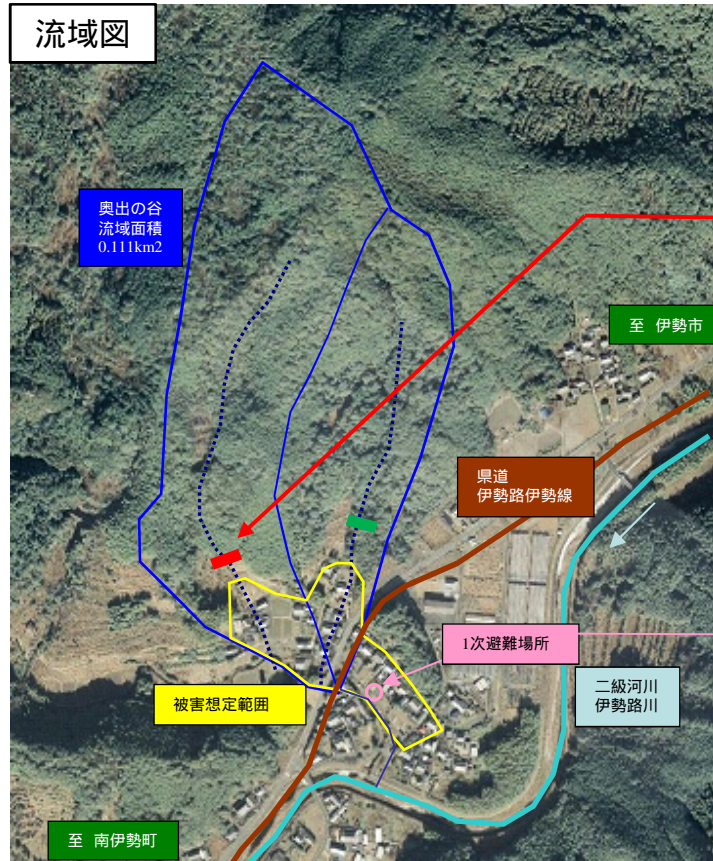 流域図
奥出の谷
流域面積
0.111km2
至 伊勢市
県道
伊勢路伊勢線
1次避難場所
二級河川
伊勢路川
被害想定範囲
至 南伊勢町